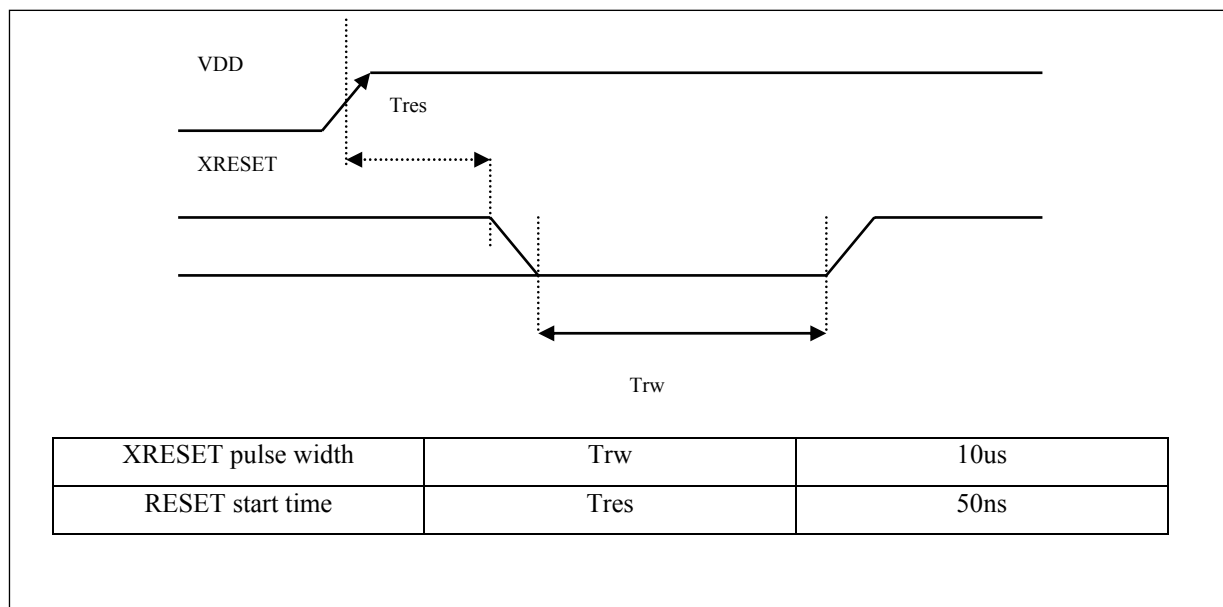 VDD
Tres
XRESET
Trw
XRESET pulse width Trw 10us
RESET start time Tres 50ns